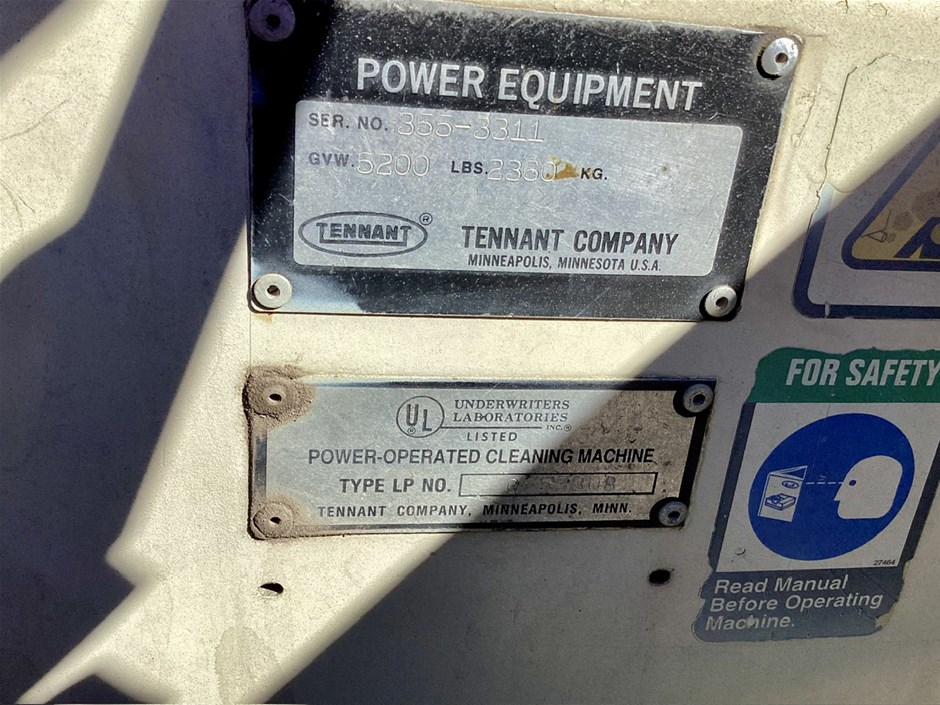 POWER EQUIPMENT
SER. NO. 355-3311
GVW. 5200 LBS. 2360 KG.
TENNANT ®
TENNANT COMPANY
MINNEAPOLIS, MINNESOTA U.S.A.
UL ®
UNDERWRITERS
LABORATORIES
INC.®
LISTED
POWER-OPERATED CLEANING MACHINE
TYPE LP NO.
TENNANT COMPANY, MINNEAPOLIS, MINN.
FOR SAFETY
27464
Read Manual
Before Operating
Machine.